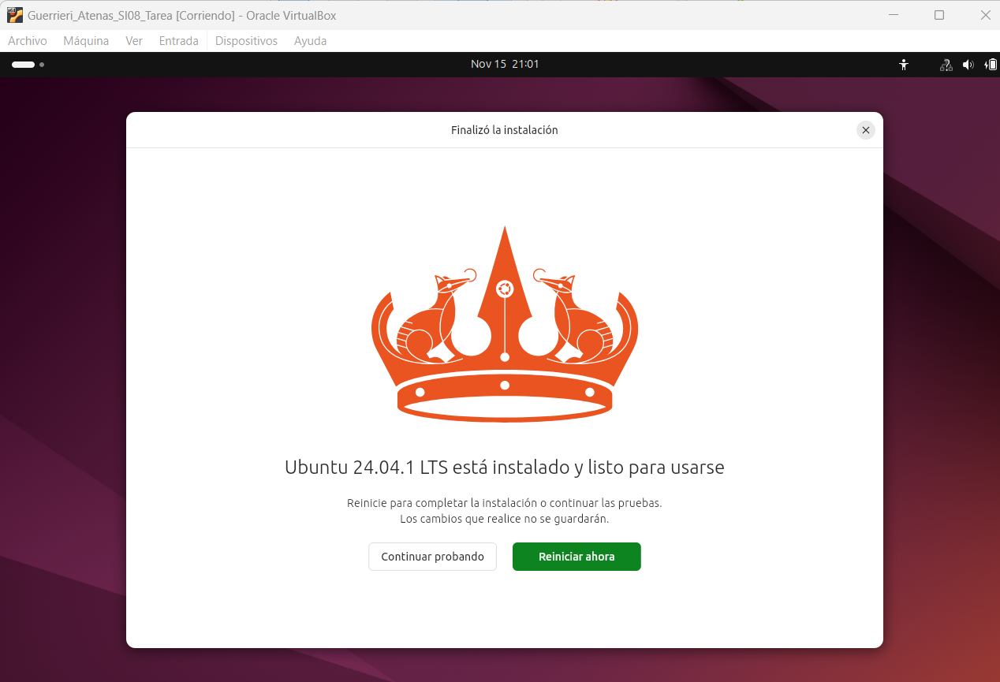 Guerrieri_Atenas_SI08_Tarea [Corriendo] - Oracle VirtualBox
Archivo Máquina Ver Entrada Dispositivos Ayuda
Nov 15 21:01
Finalizó la instalación
Ubuntu 24.04.1 LTS está instalado y listo para usarse
Reinicie para completar la instalación o continuar las pruebas.
Los cambios que realice no se guardarán.
Continuar probando Reiniciar ahora